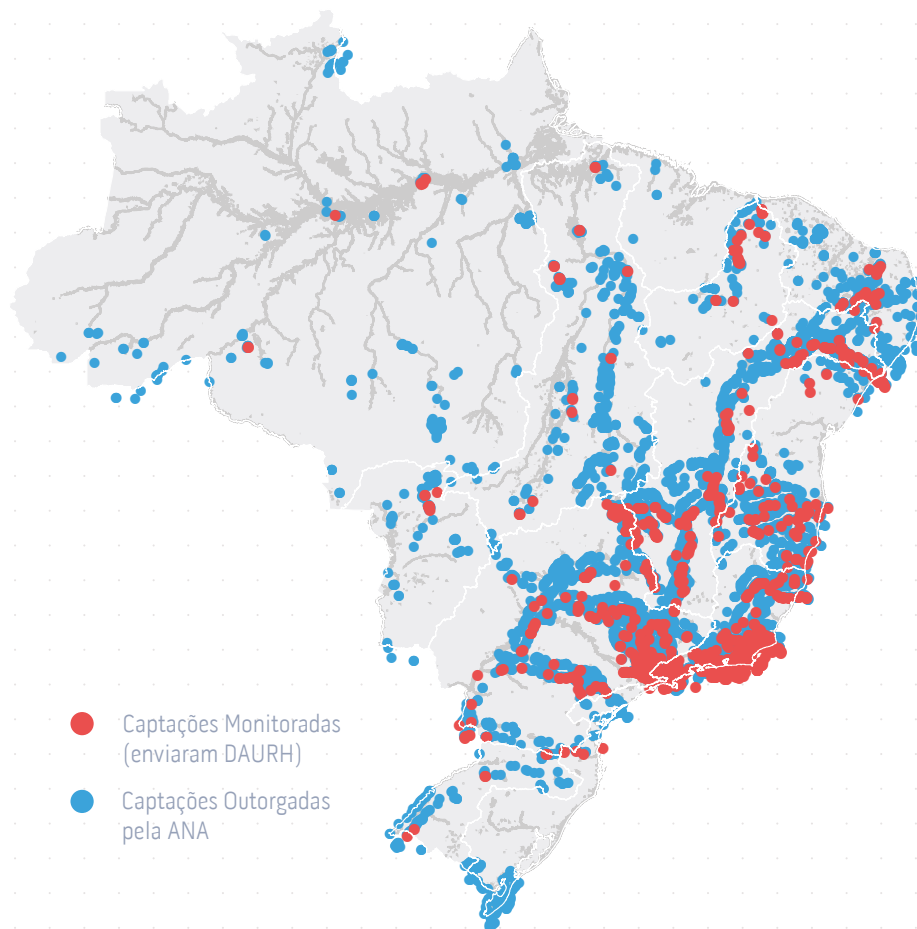 Captações Monitoradas
(enviaram DAURH)
Captações Outorgadas
pela ANA